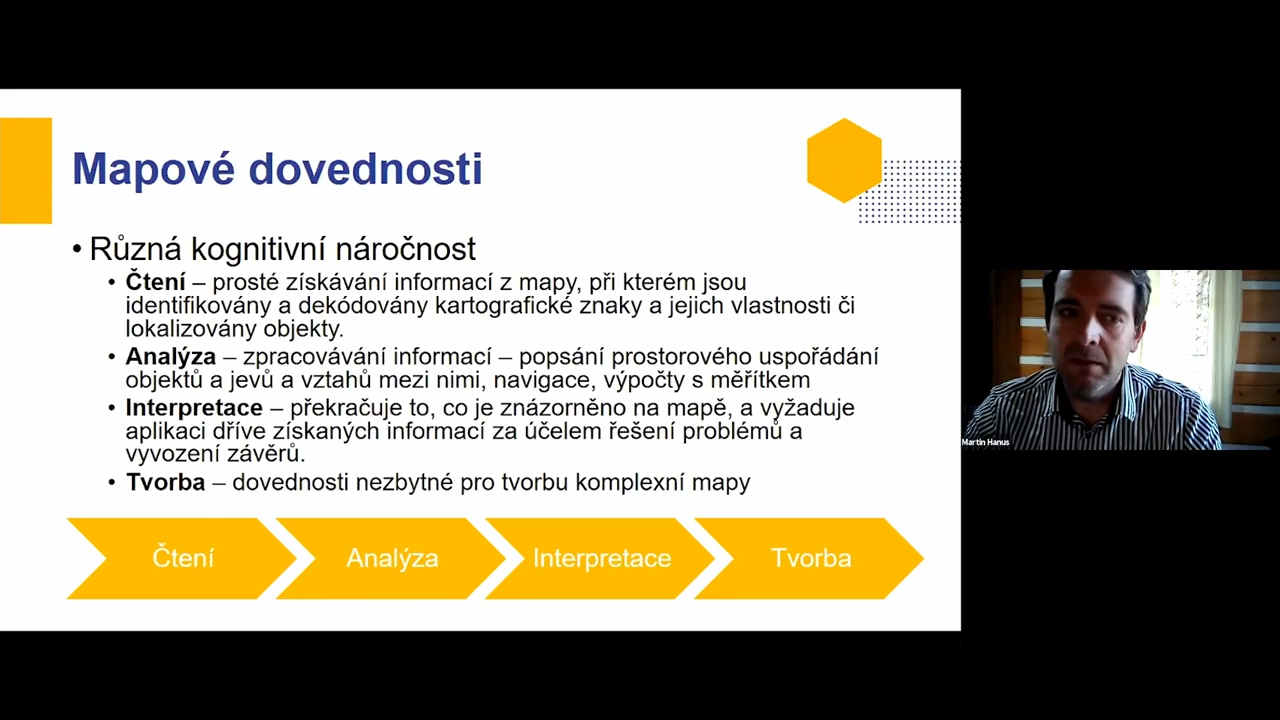 Mapové dovednosti
• Různá kognitivní náročnost
• Čtení – prosté získávání informací z mapy, při kterém jsou
identifikovány a dekódovány kartografické znaky a jejich vlastnosti či
lokalizovány objekty.
• Analýza – zpracovávání informací – popsání prostorového uspořádání
objektů a jevů a vztahů mezi nimi, navigace, výpočty s měřítkem
• Interpretace – překračuje to, co je znázorněno na mapě, a vyžaduje
aplikaci dříve získaných informací za účelem řešení problémů a
vyvození závěrů.
• Tvorba – dovednosti nezbytné pro tvorbu komplexní mapy
Čtení
Analýza
Interpretace
Tvorba
Martin Hanus